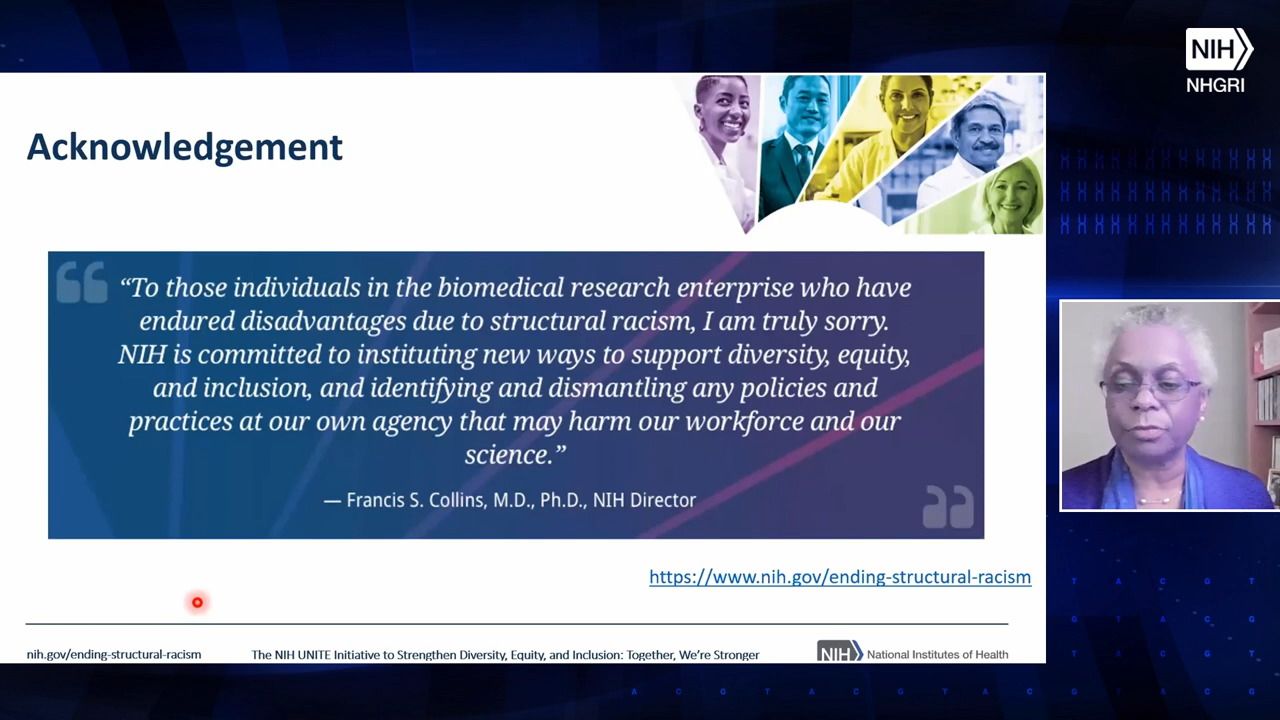 NIH
NHGRI
Acknowledgement
“To those individuals in the biomedical research enterprise who have
endured disadvantages due to structural racism, I am truly sorry.
NIH is committed to instituting new ways to support diversity, equity,
and inclusion, and identifying and dismantling any policies and
practices at our own agency that may harm our workforce and our
science.”
— Francis S. Collins, M.D., Ph.D., NIH Director
https://www.nih.gov/ending-structural-racism
nih.gov/ending-structural-racism
The NIH UNITE Initiative to Strengthen Diversity, Equity, and Inclusion: Together, We’re Stronger
NIH National Institutes of Health
T A C G T
G T A C G
T A C G T
A C G T A C G T A C G T A C G